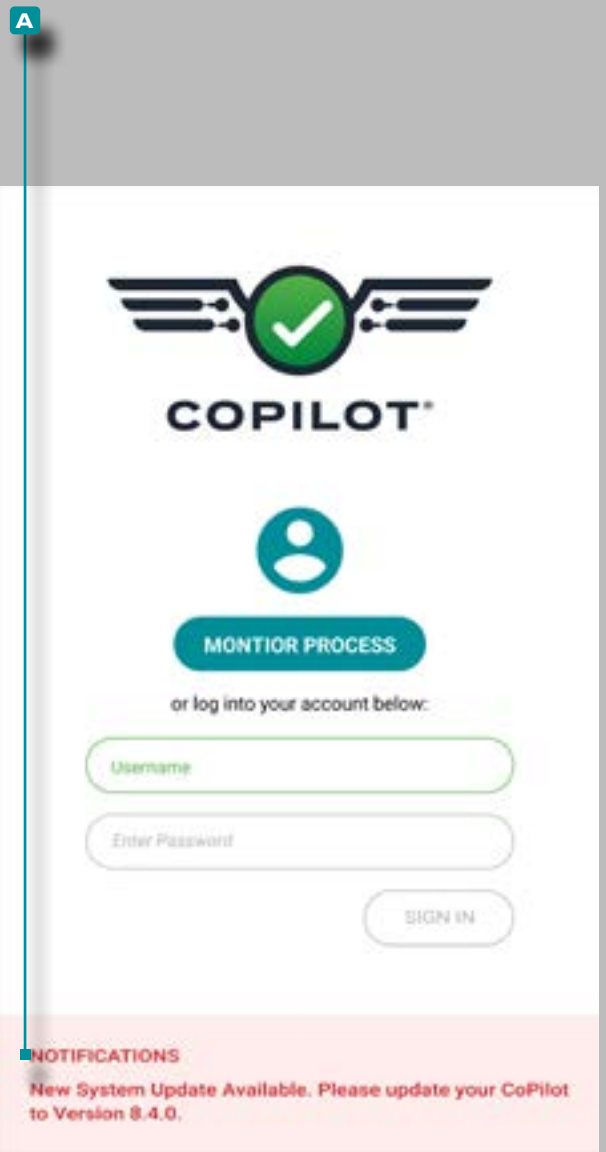 A
COPILOT®
MONTIOR PROCESS
or log into your account below:
Username
Enter Password
SIGN IN
NOTIFICATIONS
New System Update Available. Please update your CoPilot
to Version 8.4.0.